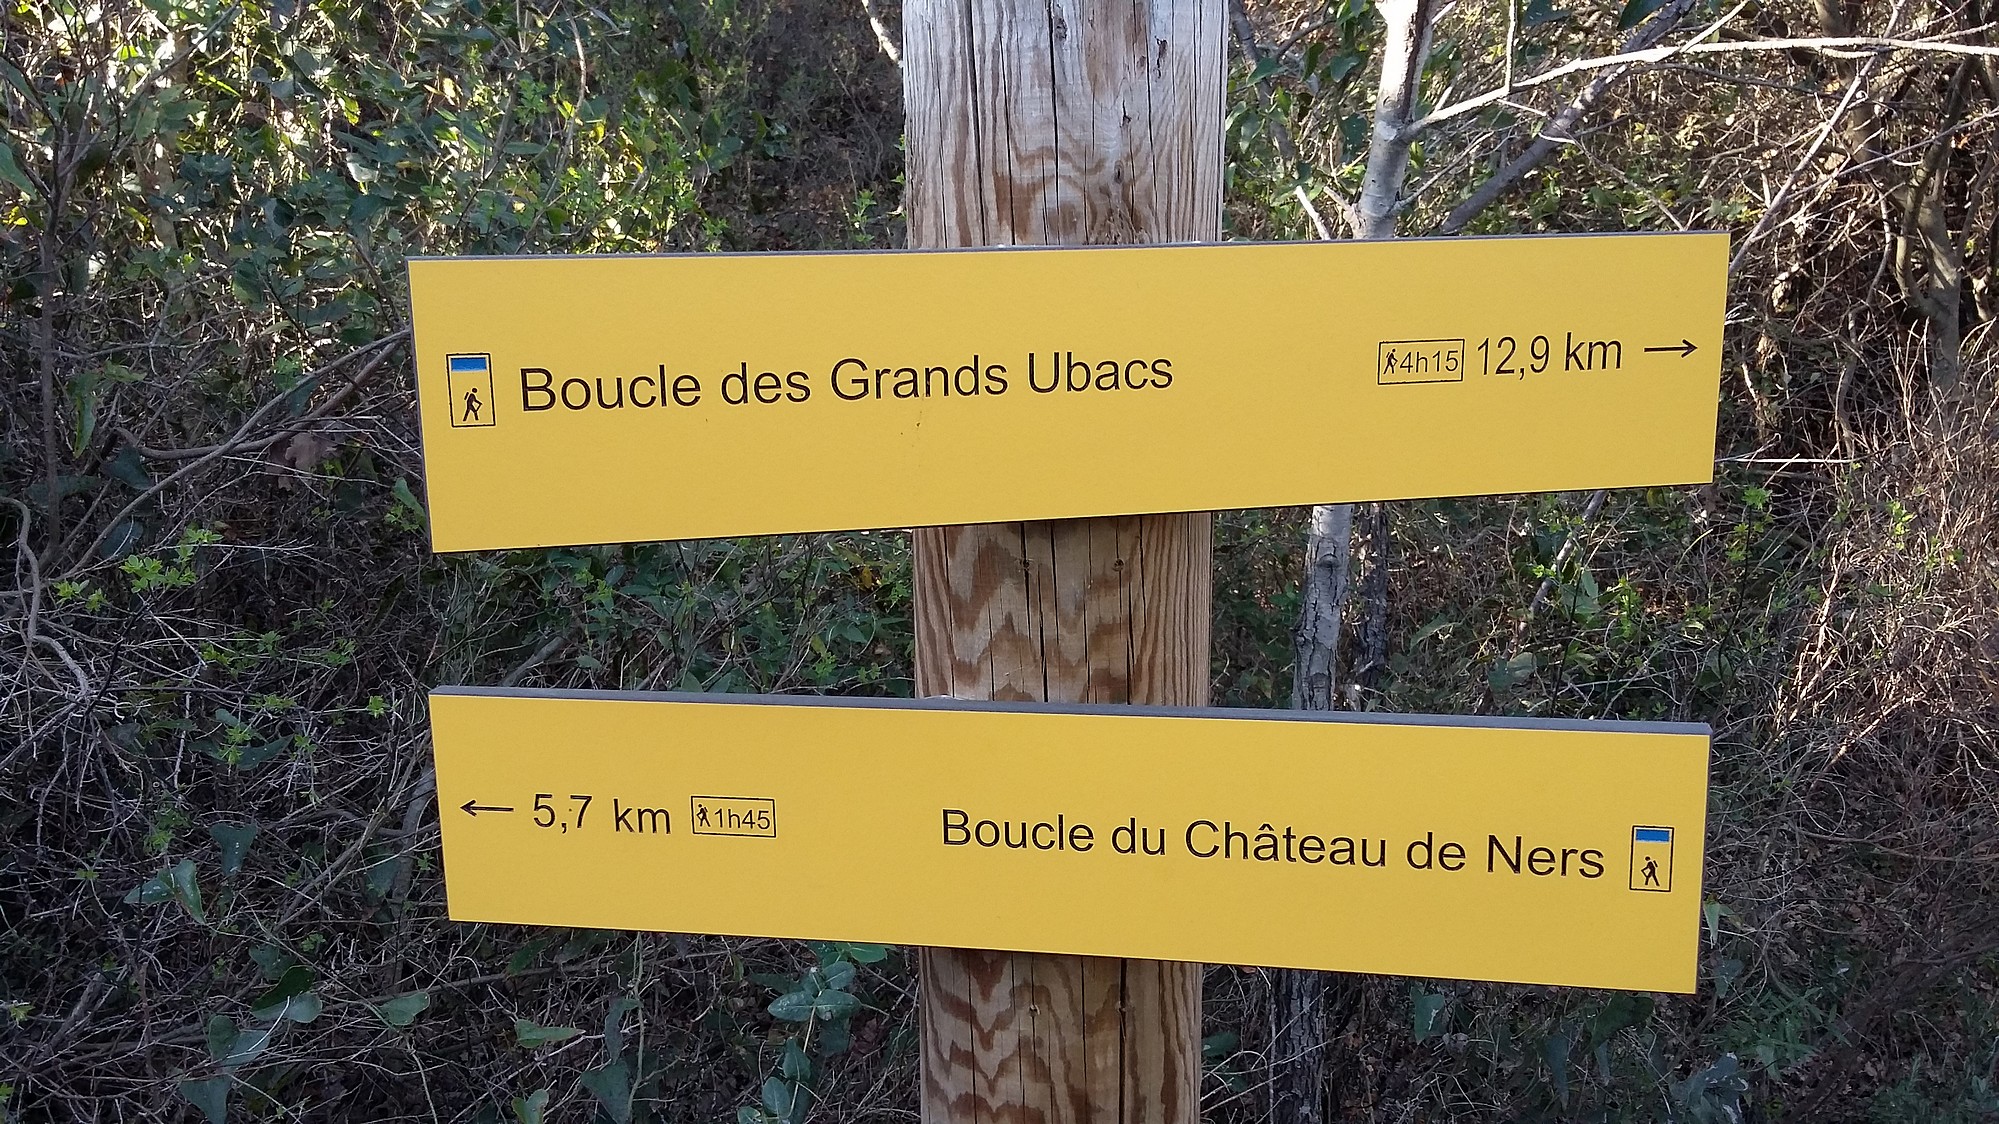 Boucle des Grands Ubacs 4h15 12,9 km →
← 5,7 km 1h45 Boucle du Château de Ners